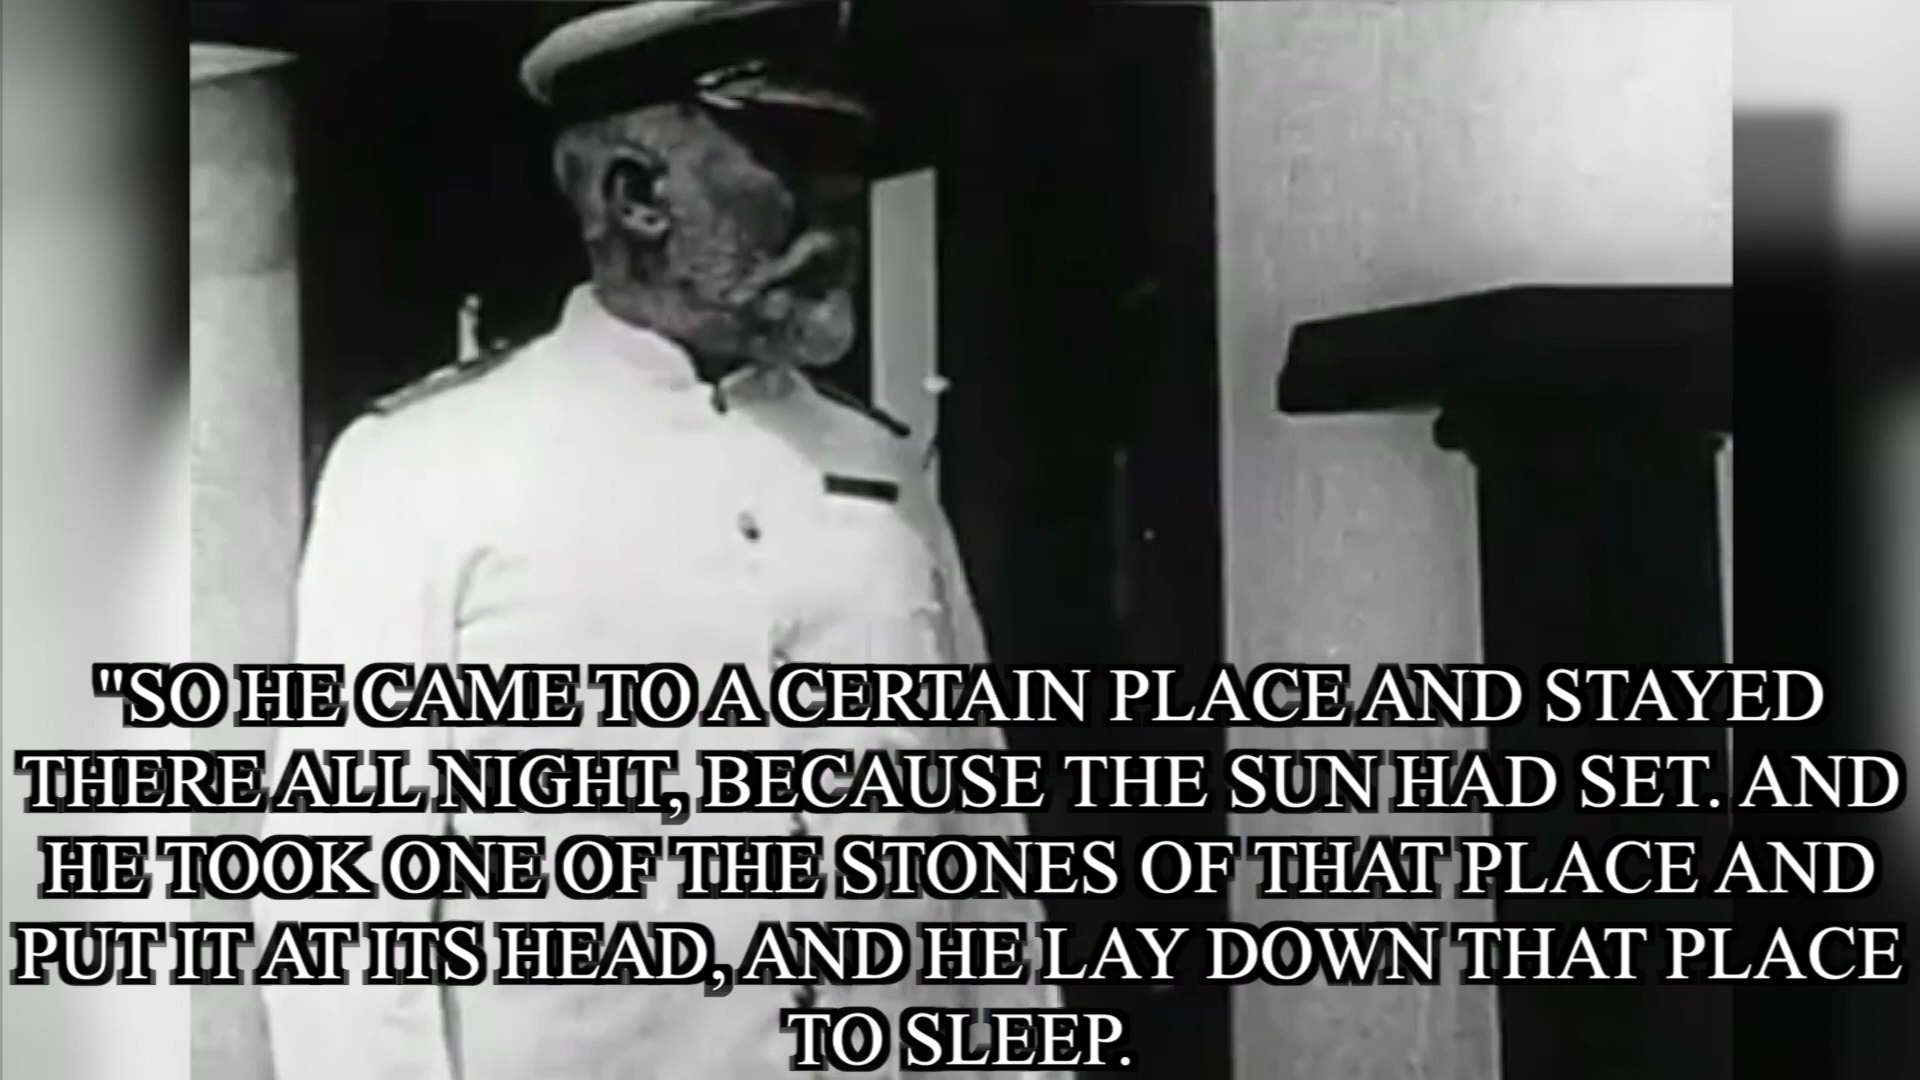 "SO HE CAME TO A CERTAIN PLACE AND STAYED
THERE ALL NIGHT, BECAUSE THE SUN HAD SET. AND
HE TOOK ONE OF THE STONES OF THAT PLACE AND
PUT IT AT ITS HEAD, AND HE LAY DOWN THAT PLACE
TO SLEEP.